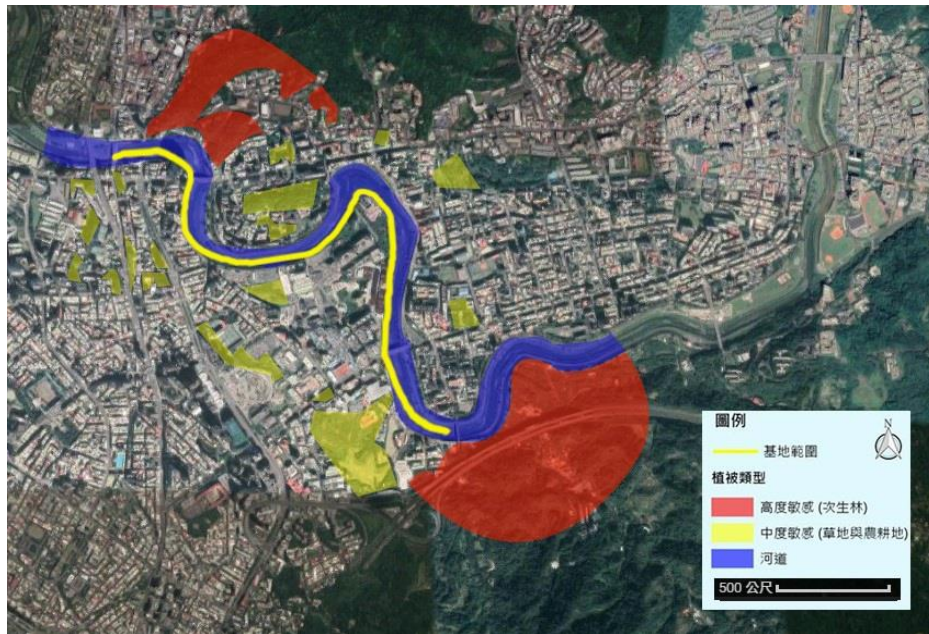 圖例
N
基地範圍
植被類型
高度敏感 (次生林)
中度敏感 (草地與農耕地)
河道
500 公尺